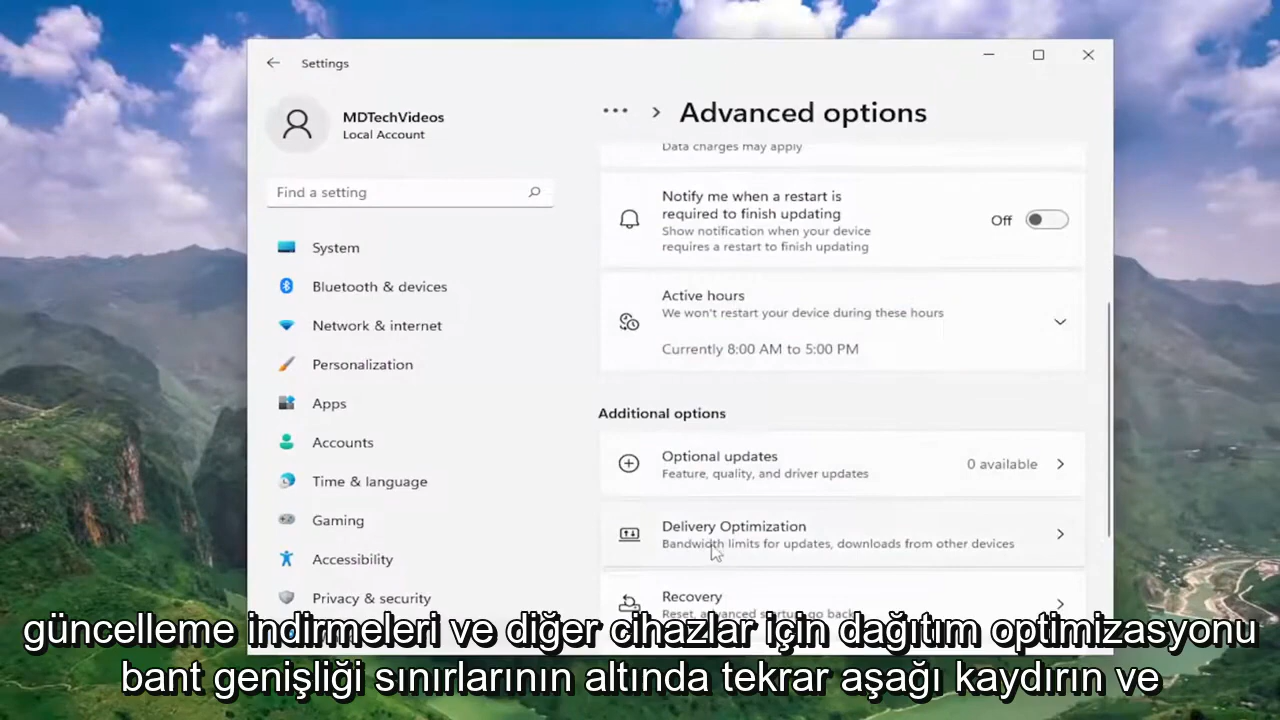 Settings
MDTechVideos
Local Account
Find a setting
System
Bluetooth & devices
Network & internet
Personalization
Apps
Accounts
Time & language
Gaming
Accessibility
Privacy & security
••• > Advanced options
Data charges may apply
Notify me when a restart is
required to finish updating
Show notification when your device
requires a restart to finish updating
Off
Active hours
We won't restart your device during these hours
Currently 8:00 AM to 5:00 PM
Additional options
Optional updates
Feature, quality, and driver updates
0 available
Delivery Optimization
Bandwidth limits for updates, downloads from other devices
Recovery
Reset, advanced startup, go back
güncelleme indirmeleri ve diğer cihazlar için dağıtım optimizasyonu
bant genişliği sınırlarının altında tekrar aşağı kaydırın ve